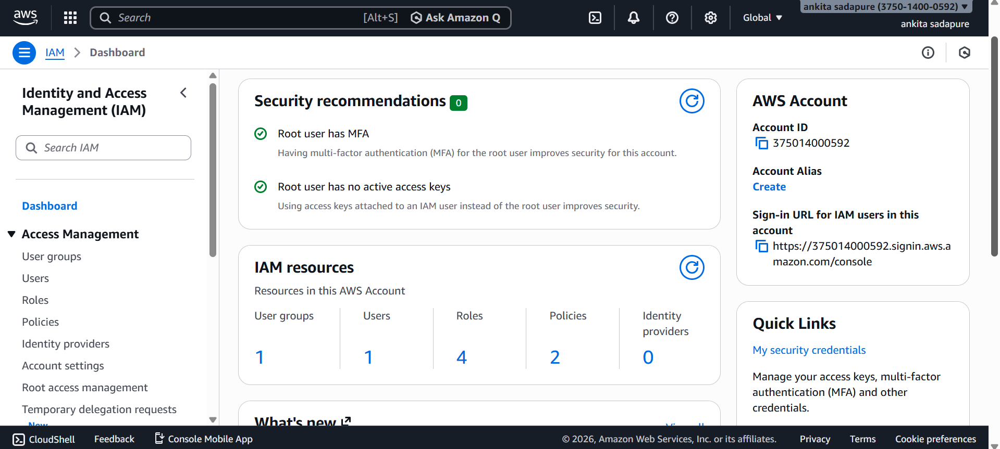 aws
Search [Alt+S] Ask Amazon Q
Global
ankita sadapure (3750-1400-0592)
ankita sadapure
IAM > Dashboard
Identity and Access
Management (IAM)
Search IAM
Dashboard
Access Management
User groups
Users
Roles
Policies
Identity providers
Account settings
Root access management
Temporary delegation requests
New
Security recommendations 0
Root user has MFA
Having multi-factor authentication (MFA) for the root user improves security for this account.
Root user has no active access keys
Using access keys attached to an IAM user instead of the root user improves security.
IAM resources
Resources in this AWS Account
User groups
1
Users
1
Roles
4
Policies
2
Identity
providers
0
What's new
View all
AWS Account
Account ID
375014000592
Account Alias
Create
Sign-in URL for IAM users in this
account
https://375014000592.signin.aws.a
mazon.com/console
Quick Links
My security credentials
Manage your access keys, multi-factor
authentication (MFA) and other
credentials.
CloudShell Feedback Console Mobile App
© 2026, Amazon Web Services, Inc. or its affiliates. Privacy Terms Cookie preferences